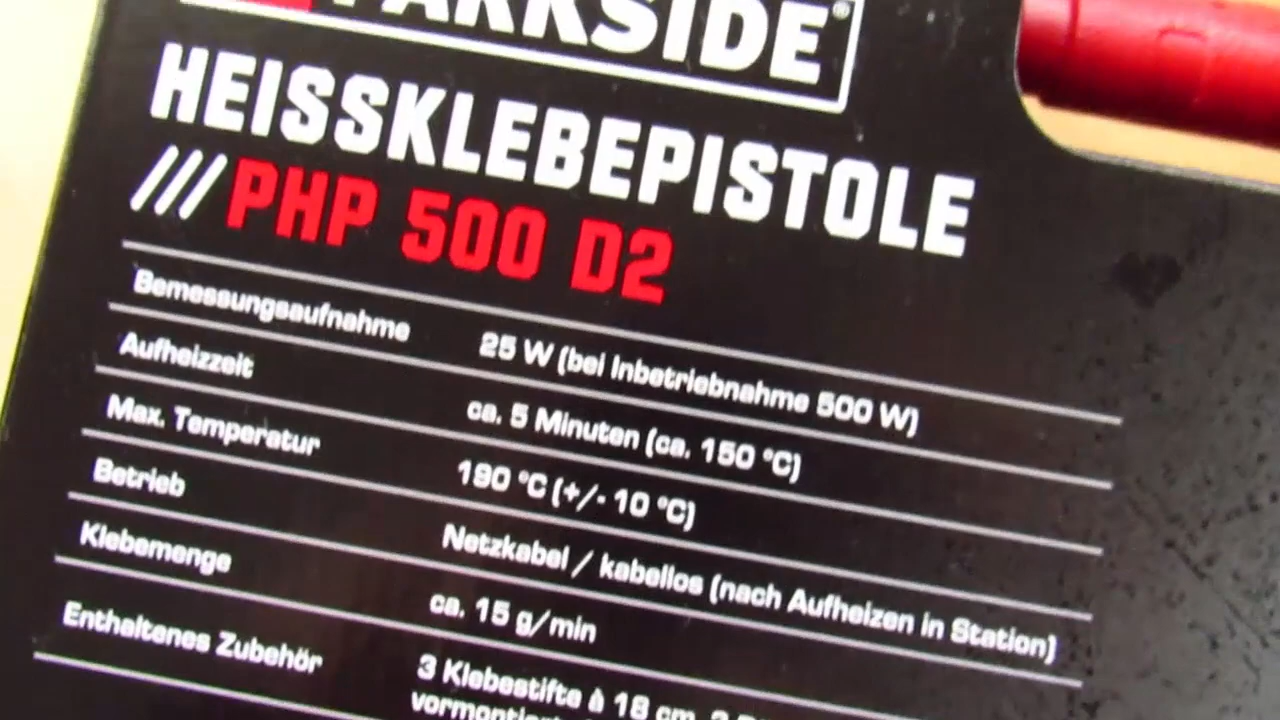 PARKSIDE®
HEISSKLEBEPISTOLE
/// PHP 500 D2
Bemessungsaufnahme 25 W (bei Inbetriebnahme 500 W)
Aufheizzeit ca. 5 Minuten (ca. 150 °C)
Max. Temperatur 190 °C (+/- 10 °C)
Betrieb Netzkabel / kabellos (nach Aufheizen in Station)
Klebemenge ca. 15 g/min
Enthaltenes Zubehör 3 Klebestifte à 18 cm,